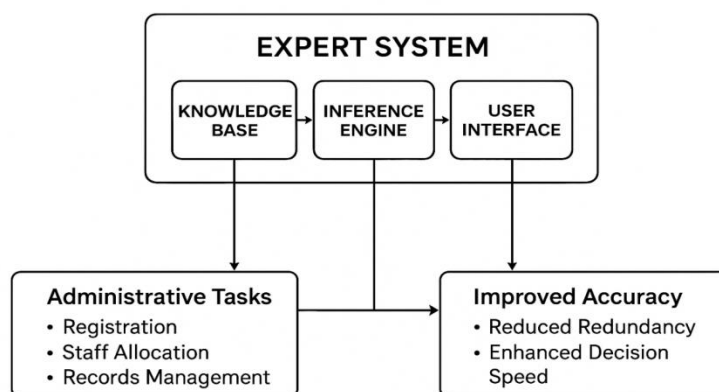 EXPERT SYSTEM
KNOWLEDGE
BASE
INFERENCE
ENGINE
USER
INTERFACE
Administrative Tasks
• Registration
• Staff Allocation
• Records Management
Improved Accuracy
• Reduced Redundancy
• Enhanced Decision
Speed